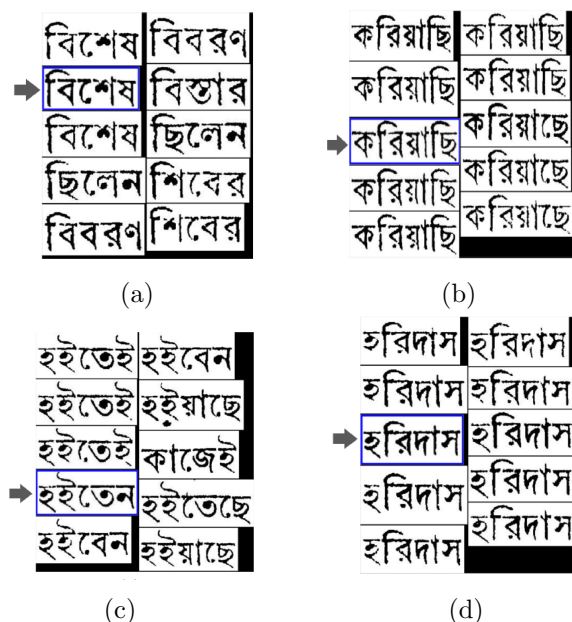 বিশেষ বিবরণ
বিশেষ বিস্তার
বিশেষ ছিলেন
ছিলেন শিবের
বিবরণ শিবের
(a)
করিয়াছি করিয়াছি
করিয়াছি করিয়াছি
করিয়াছি করিয়াছে
করিয়াছি করিয়াছে
করিয়াছি করিয়াছে
(b)
হইতেই হইবেন
হইতেই হইয়াছে
হইতেই কাজেই
হইতেন হইতেছে
হইবেন হইয়াছে
(c)
হরিদাস হরিদাস
হরিদাস হরিদাস
হরিদাস হরিদাস
হরিদাস হরিদাস
হরিদাস হরিদাস
(d)